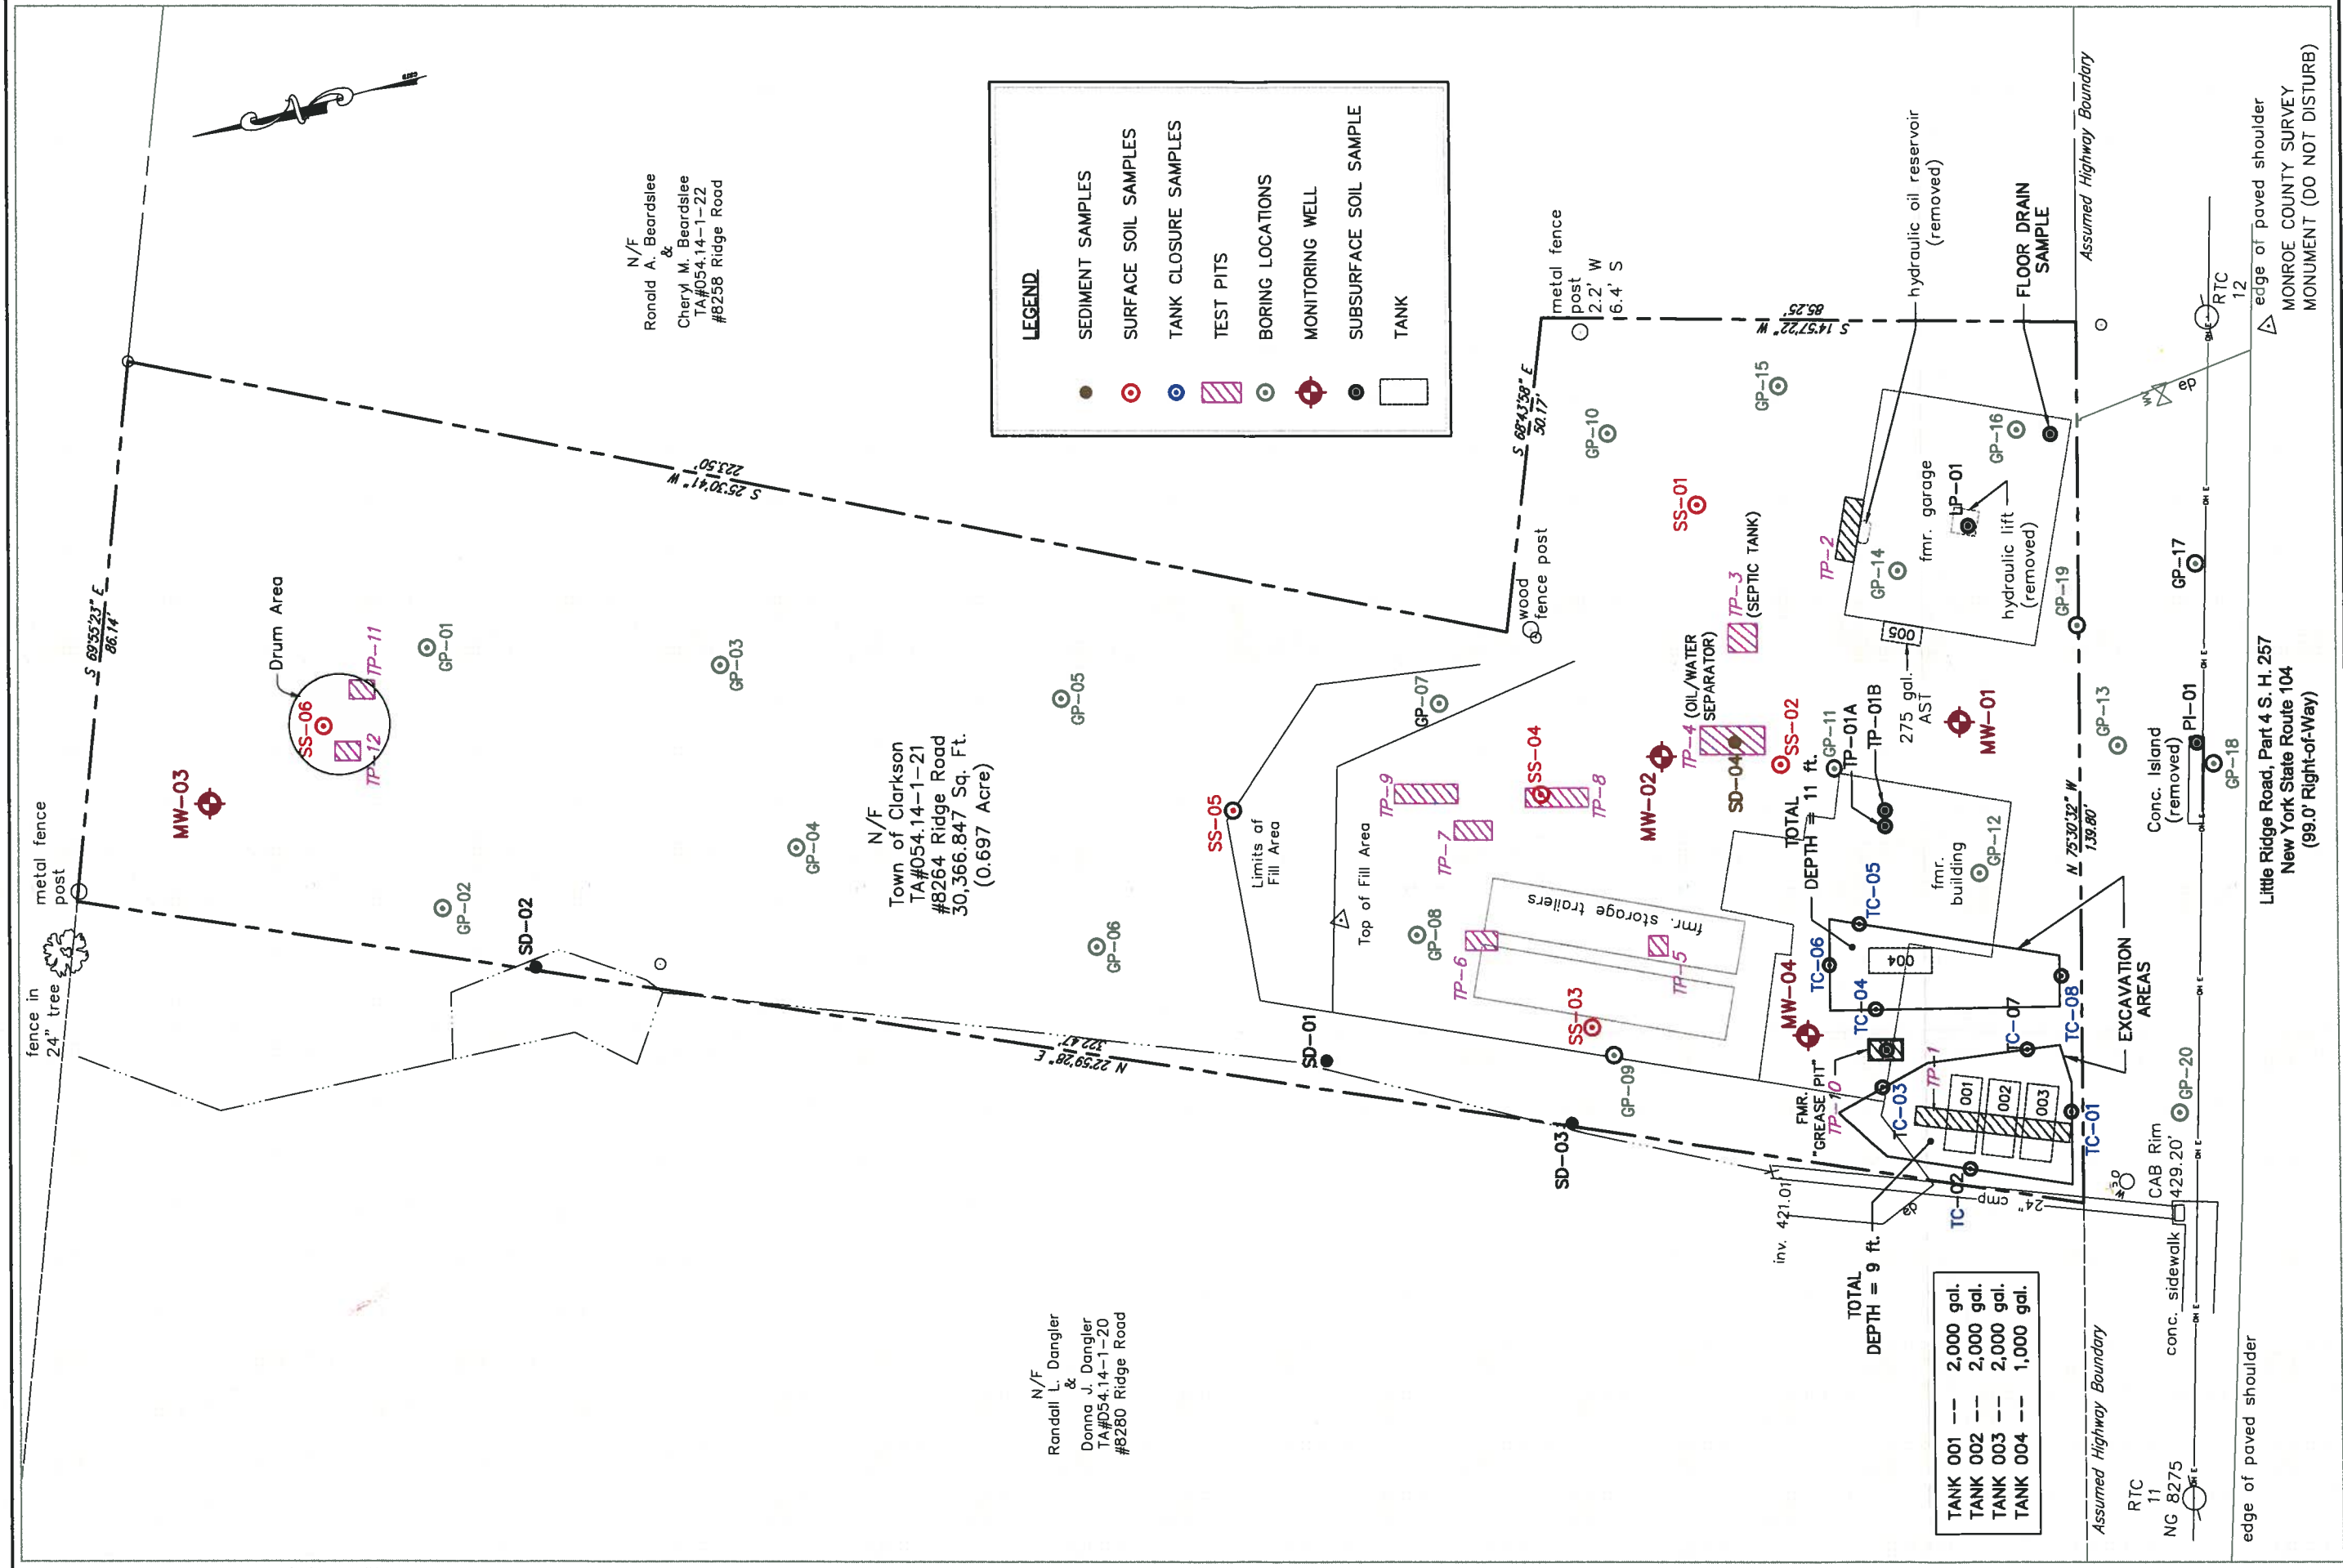 fence in
24" tree
metal fence
post
S 69°55'23" E
86.14'
MW-03
Drum Area
SS-06
TP-11
TP-12
GP-01
GP-02
SD-02
GP-03
GP-04
S 25°30'41" W
223.50'
N/F
Ronald A. Beardslee
&
Cheryl M. Beardslee
TA#054.14-1-22
#8258 Ridge Road
N/F
Town of Clarkson
TA#054.14-1-21
#8264 Ridge Road
30,366.847 Sq. Ft.
(0.697 Acre)
GP-05
GP-06
N 22°59'28" E
322.47'
N/F
Randall L. Dangler
&
Donna J. Dangler
TA#054.14-1-20
#8280 Ridge Road
LEGEND
SEDIMENT SAMPLES
SURFACE SOIL SAMPLES
TANK CLOSURE SAMPLES
TEST PITS
BORING LOCATIONS
MONITORING WELL
SUBSURFACE SOIL SAMPLE
TANK
SS-05
Limits of
Fill Area
Top of Fill Area
SD-01
GP-07
GP-08
TP-9
TP-7
TP-6
SS-04
TP-8
fmr. storage trailers
TP-5
SS-03
GP-09
SD-03
wood
fence post
S 68°43'58" E
50.17'
metal fence
post
2.2' W
6.4' S
GP-10
SS-01
GP-15
S 14°57'22" W
85.25'
MW-02
TP-4
(OIL/WATER
SEPARATOR)
SD-04
TP-3
(SEPTIC TANK)
SS-02
GP-11
TP-01A
TP-01B
TP-2
GP-14
fmr. garage
LP-01
GP-16
hydraulic lift
(removed)
hydraulic oil reservoir
(removed)
FLOOR DRAIN
SAMPLE
005
275 gal.
AST
MW-01
TOTAL
DEPTH = 11 ft.
TC-05
TC-06
004
TC-04
MW-04
fmr.
building
GP-12
FMR.
"GREASE PIT"
TP-10
TC-03
TP-1
001
002
003
TC-07
TC-08
TC-01
TC-02
EXCAVATION
AREAS
inv. 421.01'
24" cmp
ep
TOTAL
DEPTH = 9 ft.
TANK 001 -- 2,000 gal.
TANK 002 -- 2,000 gal.
TANK 003 -- 2,000 gal.
TANK 004 -- 1,000 gal.
N 75°30'32" W
139.80'
GP-19
GP-13
Assumed Highway Boundary
Assumed Highway Boundary
RTC
11
NG 8275
conc. sidewalk
CAB Rim
429.20'
GP-20
Conc. Island
(removed)
PI-01
GP-18
GP-17
OH E
OH E
OH E
OH E
OH E
OH E
OH E
ep
RTC
12
edge of paved shoulder
edge of paved shoulder
MONROE COUNTY SURVEY
MONUMENT (DO NOT DISTURB)
Little Ridge Road, Part 4 S. H. 257
New York State Route 104
(99.0' Right-of-Way)